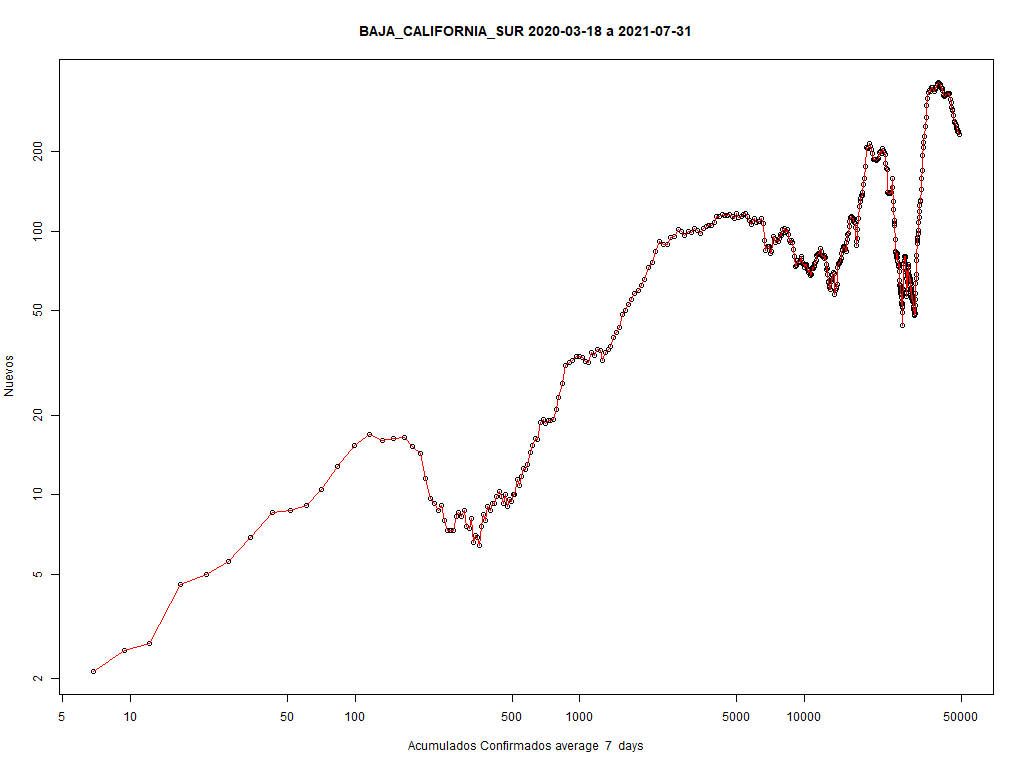 BAJA_CALIFORNIA_SUR 2020-03-18 a 2021-07-31
Nuevos
200
100
50
20
10
5
2
5 10 50 100 500 1000 5000 10000 50000
Acumulados Confirmados average 7 days